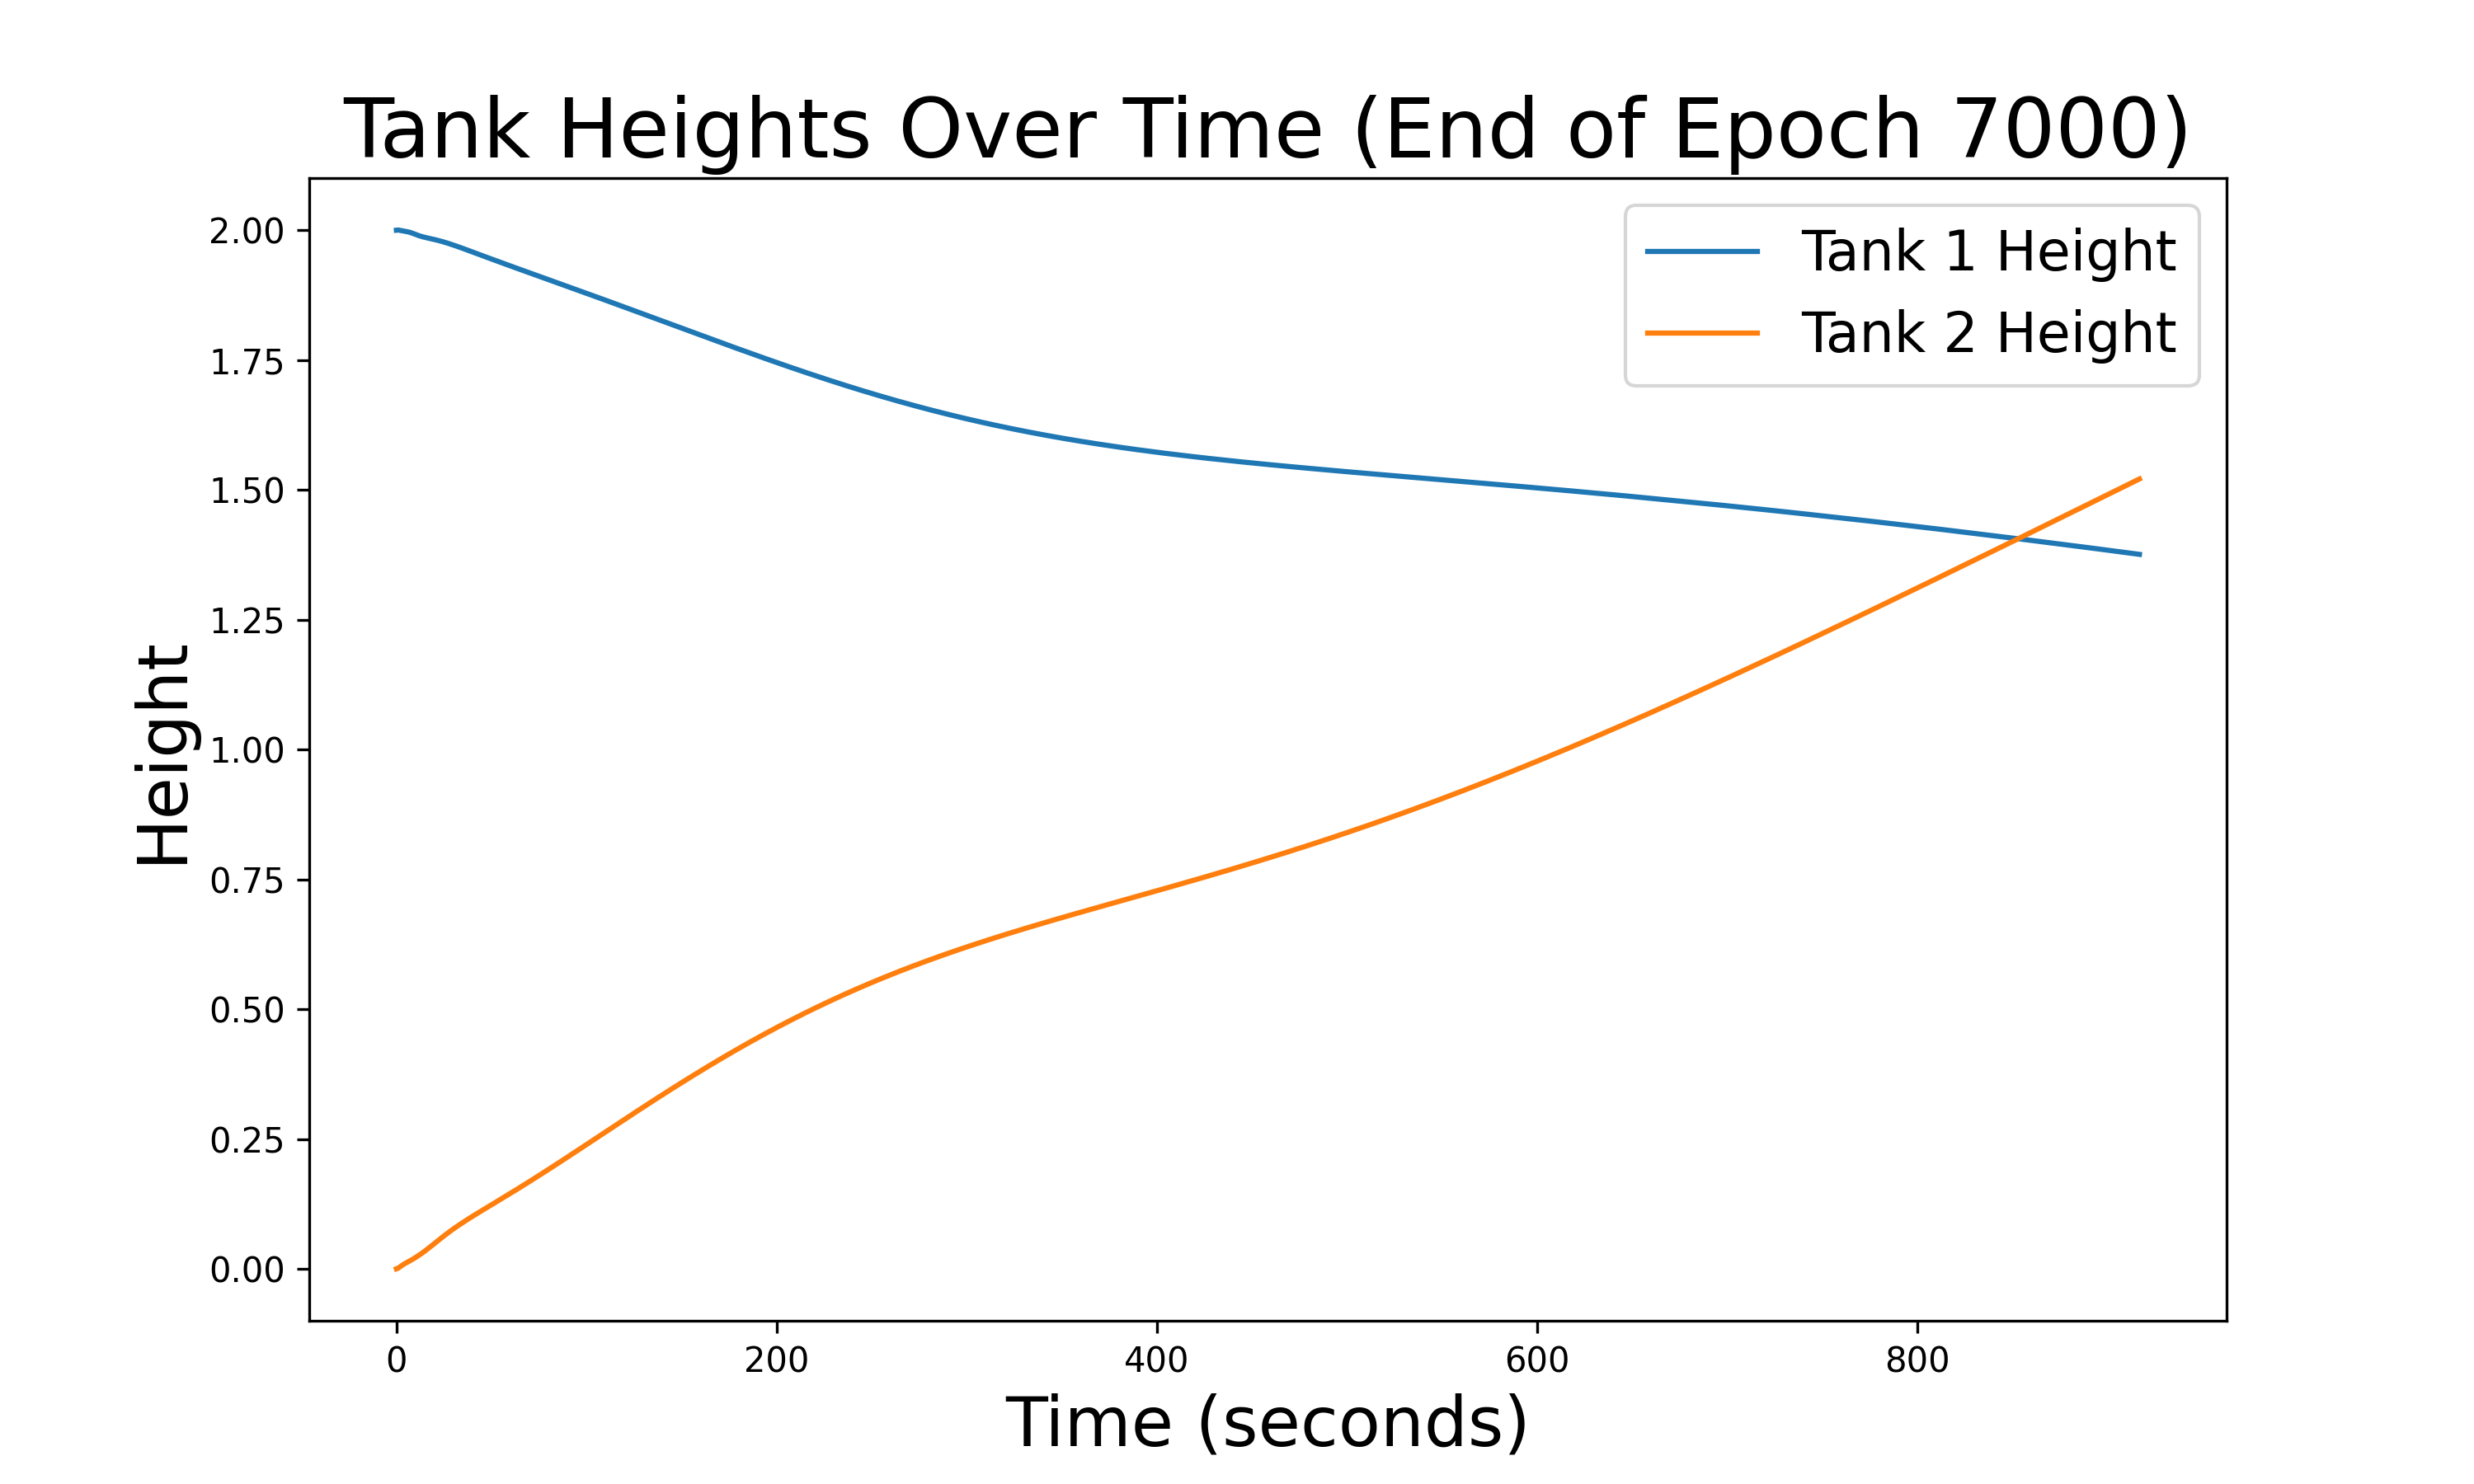 Tank Heights Over Time (End of Epoch 7000)
Tank 1 Height
Tank 2 Height
Height
2.00
1.75
1.50
1.25
1.00
0.75
0.50
0.25
0.00
0
200
400
600
800
Time (seconds)